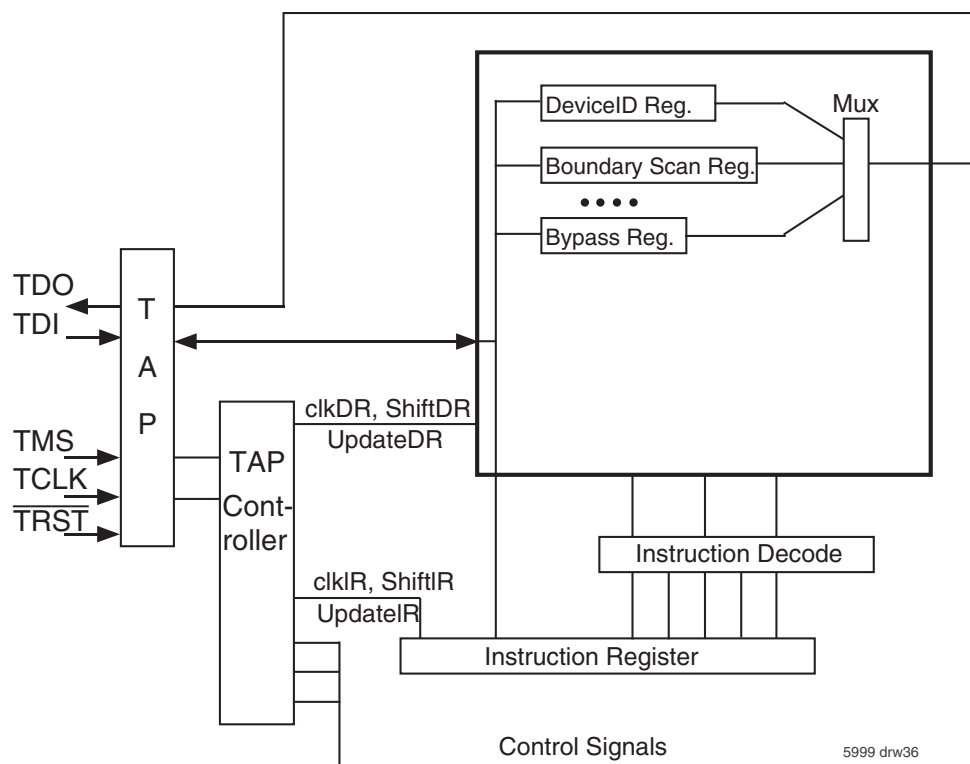 DeviceID Reg.
Mux
Boundary Scan Reg.
Bypass Reg.
TDO
TDI
T
A
P
clkDR, ShiftDR
UpdateDR
TMS
TCLK
TRST
TAP
Cont-
roller
Instruction Decode
clkIR, ShiftIR
UpdateIR
Instruction Register
Control Signals
5999 drw36